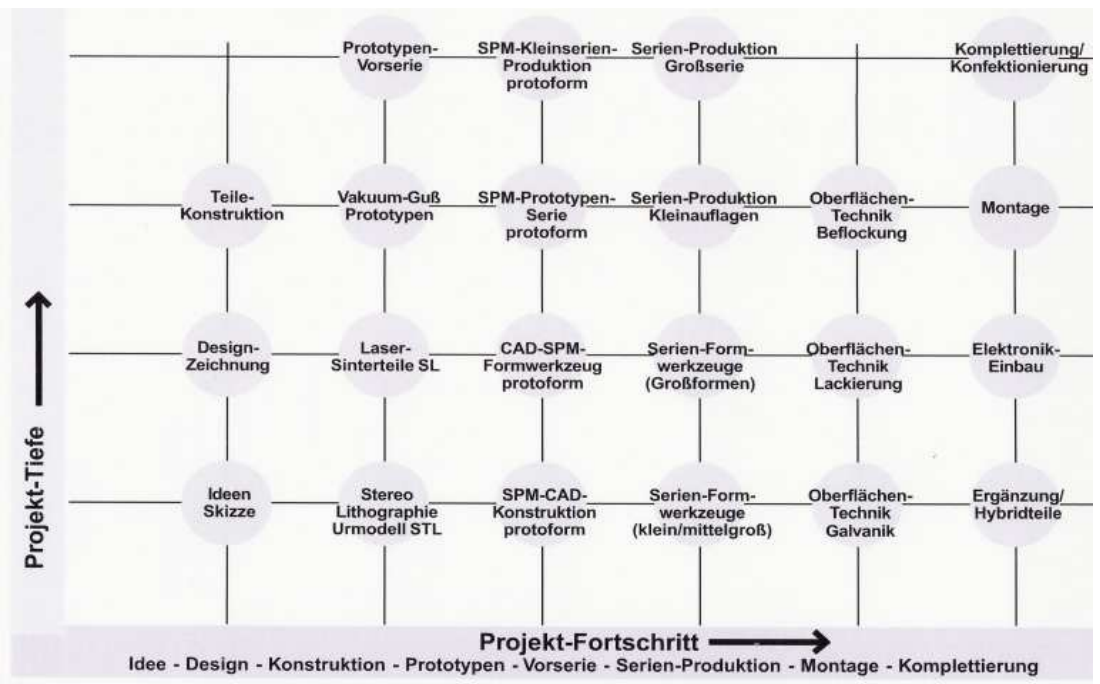 Prototypen-
Vorserie
SPM-Kleinserien-
Produktion
protoform
Serien-Produktion
Großserie
Komplettierung/
Konfektionierung
Teile-
Konstruktion
Vakuum-Guß
Prototypen
SPM-Prototypen-
Serie
protoform
Serien-Produktion
Kleinauflagen
Oberflächen-
Technik
Beflockung
Montage
Design-
Zeichnung
Laser-
Sinterteile SL
CAD-SPM-
Formwerkzeug
protoform
Serien-Form-
werkzeuge
(Großformen)
Oberflächen-
Technik
Lackierung
Elektronik-
Einbau
Ideen
Skizze
Stereo
Lithographie
Urmodell STL
SPM-CAD-
Konstruktion
protoform
Serien-Form-
werkzeuge
(klein/mittelgroß)
Oberflächen-
Technik
Galvanik
Ergänzung/
Hybridteile
Projekt-Tiefe
Projekt-Fortschritt
Idee - Design - Konstruktion - Prototypen - Vorserie - Serien-Produktion - Montage - Komplettierung